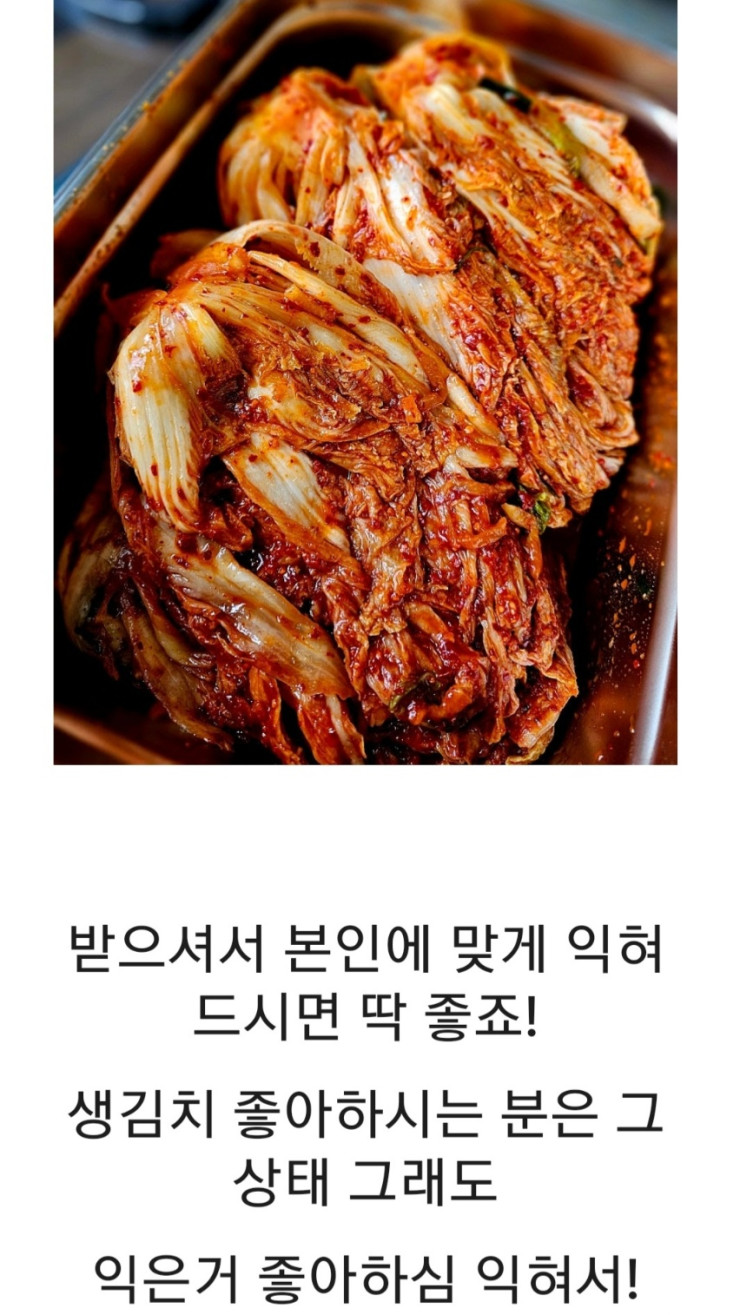 받으셔서 본인에 맞게 익혀
드시면 딱 좋죠!
생김치 좋아하시는 분은 그
상태 그래도
익은거 좋아하심 익혀서!